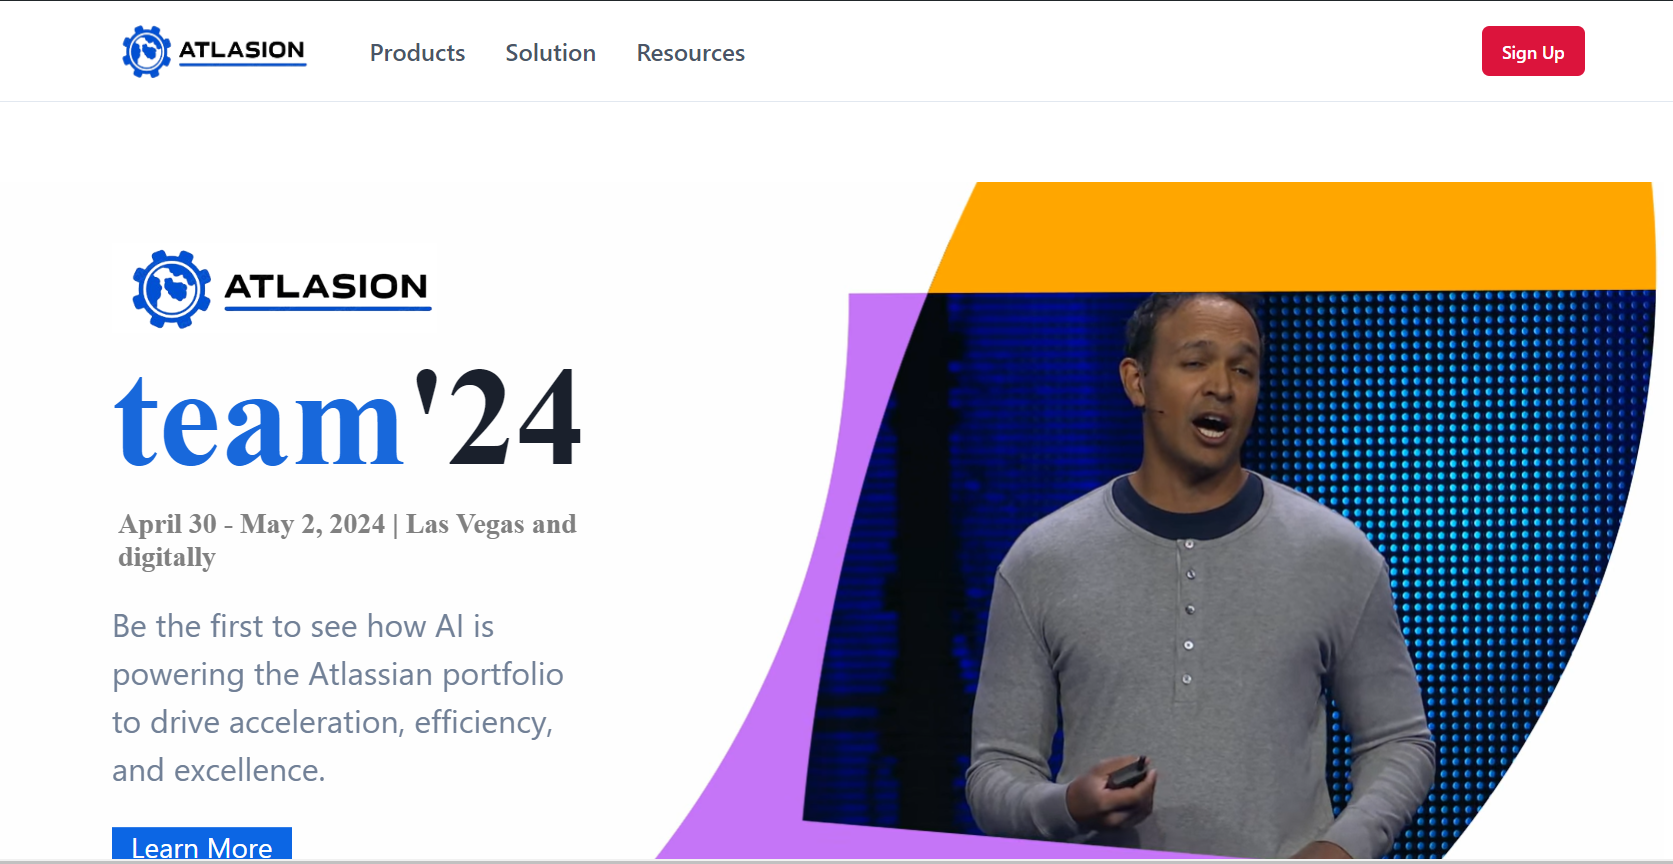 ATLASION
Products Solution Resources
Sign Up
ATLASION
team'24
April 30 - May 2, 2024 | Las Vegas and
digitally
Be the first to see how AI is
powering the Atlassian portfolio
to drive acceleration, efficiency,
and excellence.
Learn More